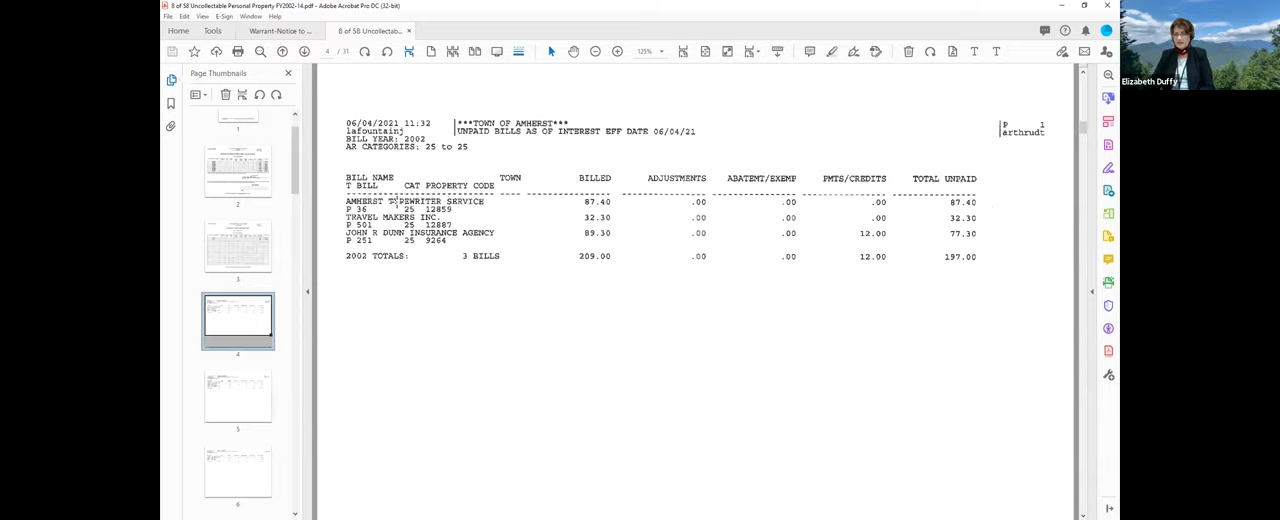 8 of 58 Uncollectable Personal Property FY2002-14.pdf - Adobe Acrobat Pro DC (32-bit)
File Edit View E-Sign Window Help
Home Tools Warrant-Notice to ... 8 of 58 Uncollectab... ×
4 / 31 125%
Page Thumbnails
1
2
3
4
5
6
06/04/2021 11:32 ***TOWN OF AMHERST*** P 1
lafountainj UNPAID BILLS AS OF INTEREST EFF DATE 06/04/21 arthrudt
BILL YEAR: 2002
AR CATEGORIES: 25 to 25
BILL NAME TOWN BILLED ADJUSTMENTS ABATEMT/EXEMP PMTS/CREDITS TOTAL UNPAID
T BILL CAT PROPERTY CODE
AMHERST TYPEWRITER SERVICE 87.40 .00 .00 .00 87.40
P 36 25 12859
TRAVEL MAKERS INC. 32.30 .00 .00 .00 32.30
P 501 25 12887
JOHN R DUNN INSURANCE AGENCY 89.30 .00 .00 12.00 77.30
P 251 25 9264
2002 TOTALS: 3 BILLS 209.00 .00 .00 12.00 197.00
Elizabeth Duffy